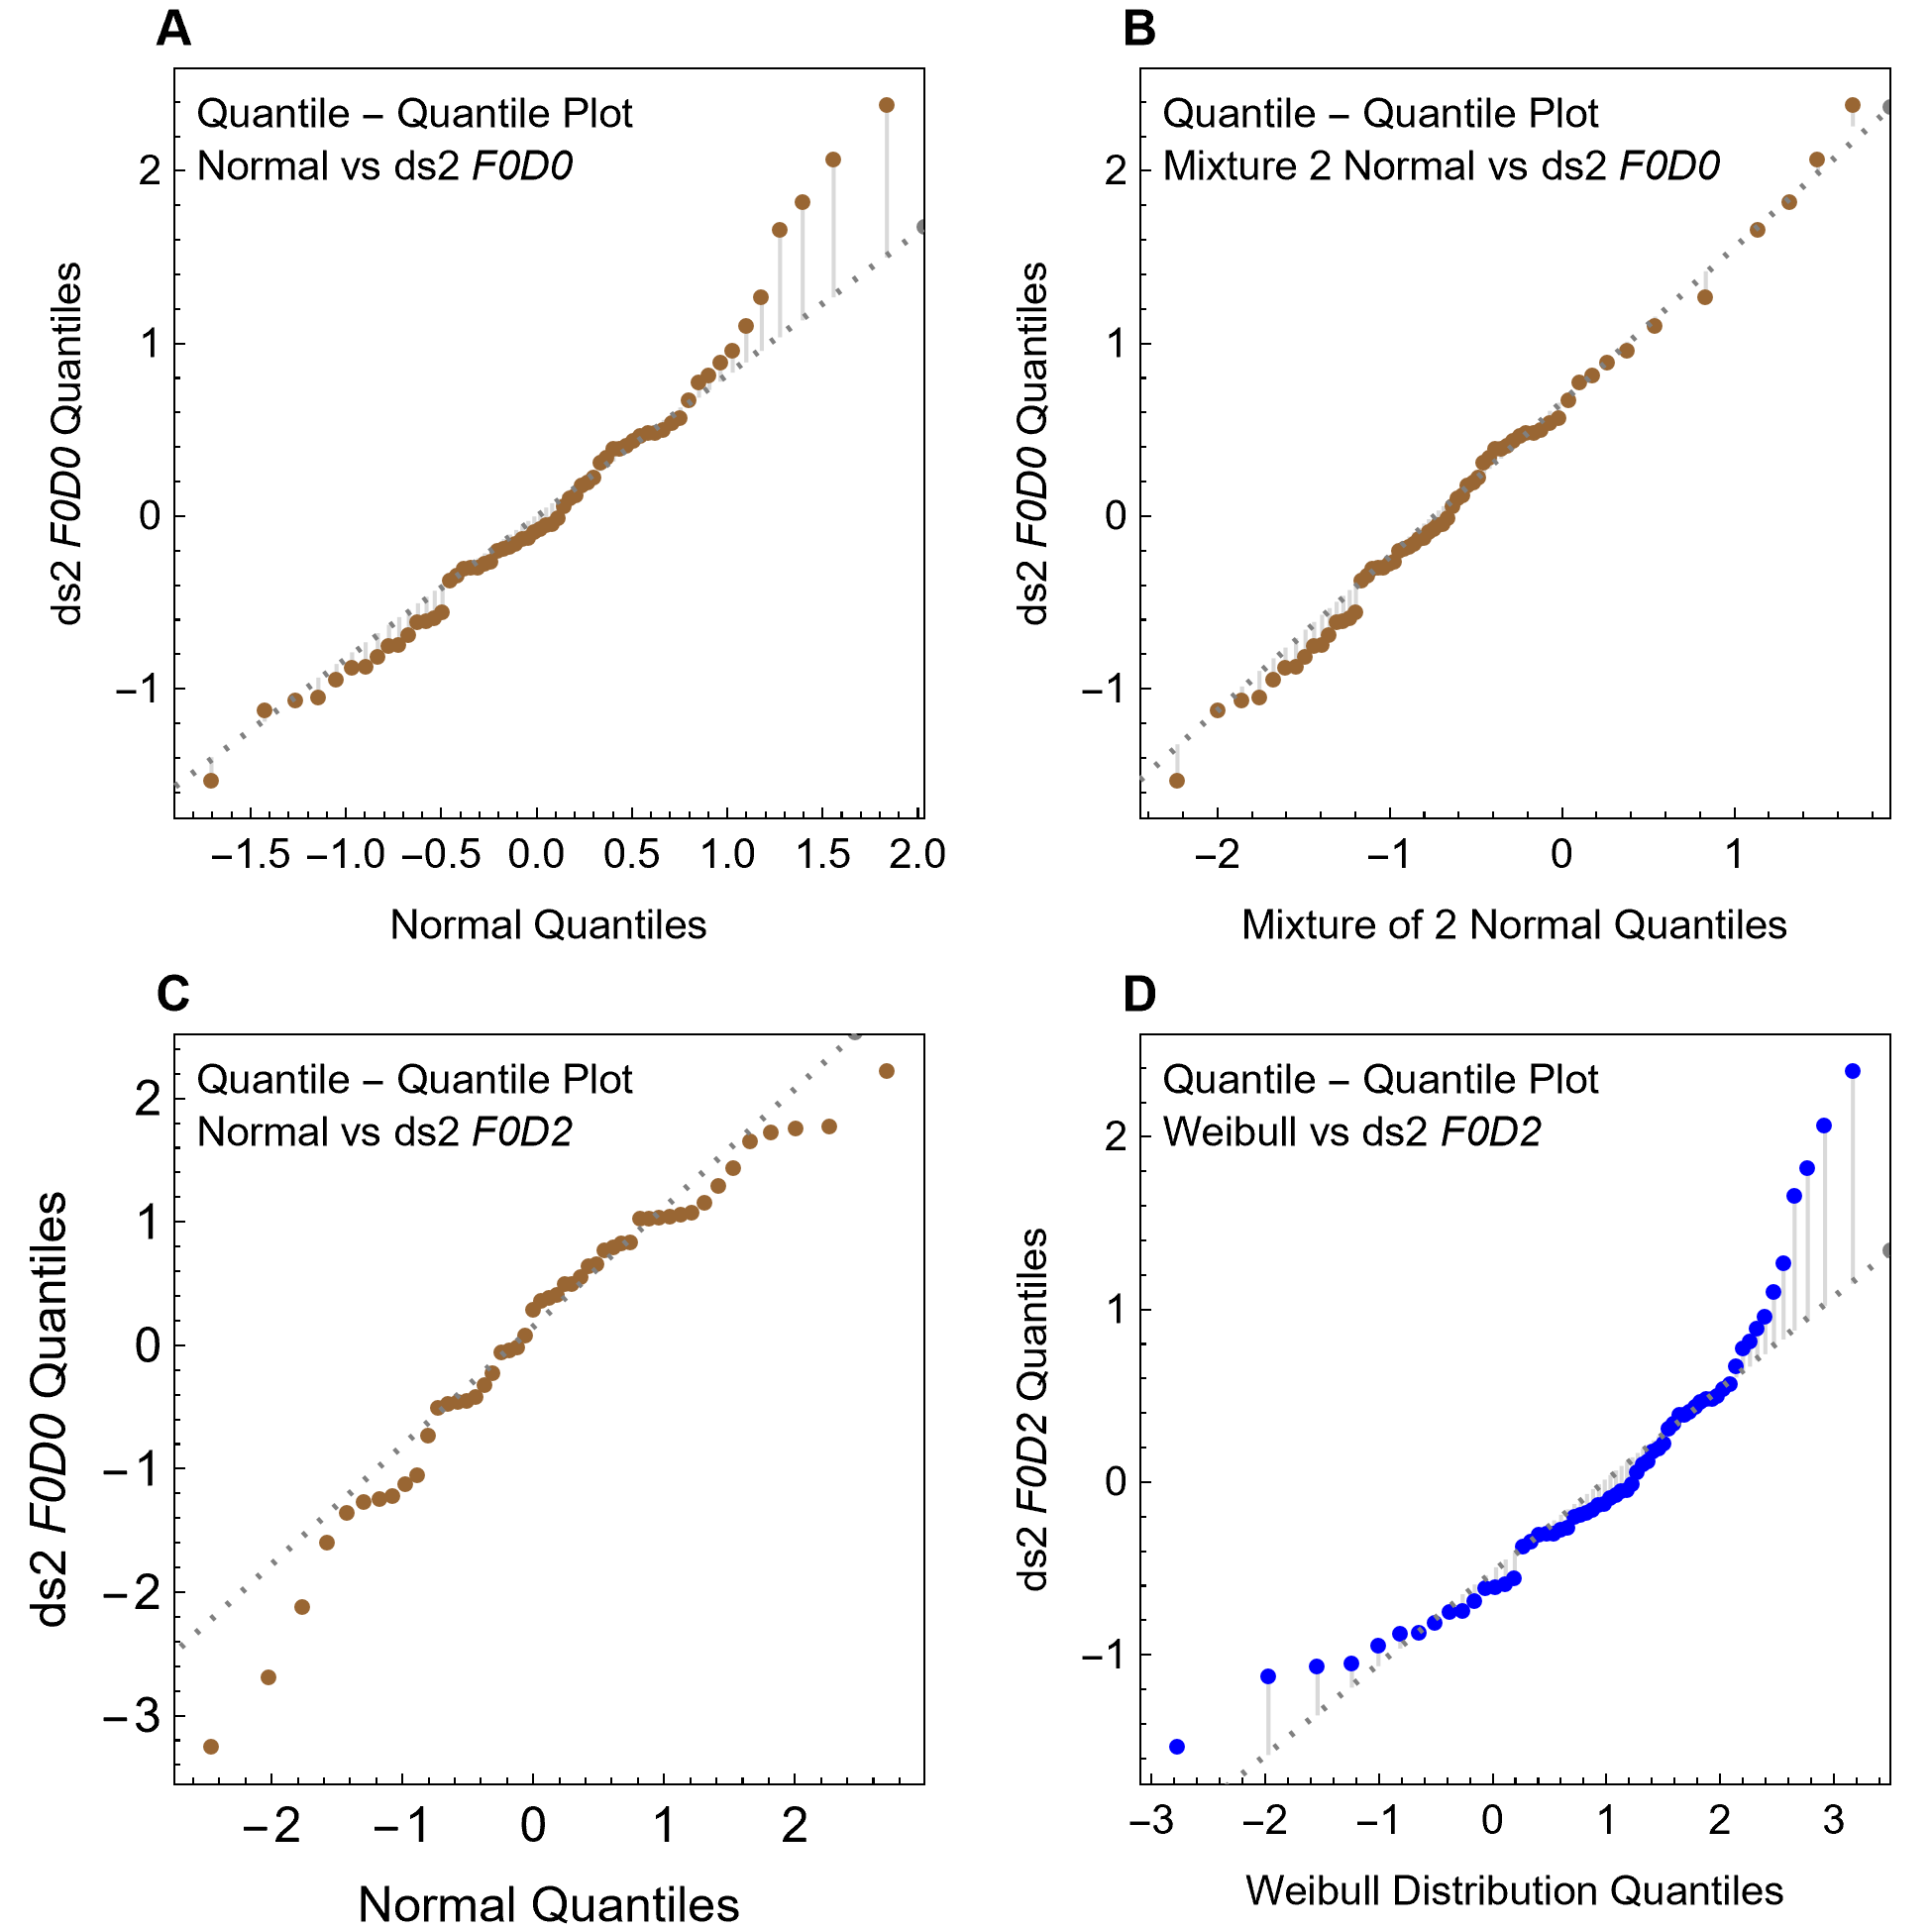 A
Quantile – Quantile Plot
Normal vs ds2 F0D0
ds2 F0D0 Quantiles
2
1
0
−1
−1.5 −1.0 −0.5 0.0 0.5 1.0 1.5 2.0
Normal Quantiles
B
Quantile – Quantile Plot
Mixture 2 Normal vs ds2 F0D0
ds2 F0D0 Quantiles
2
1
0
−1
−2 −1 0 1
Mixture of 2 Normal Quantiles
C
Quantile – Quantile Plot
Normal vs ds2 F0D2
ds2 F0D0 Quantiles
2
1
0
−1
−2
−3
−2 −1 0 1 2
Normal Quantiles
D
Quantile – Quantile Plot
Weibull vs ds2 F0D2
ds2 F0D2 Quantiles
2
1
0
−1
−3 −2 −1 0 1 2 3
Weibull Distribution Quantiles